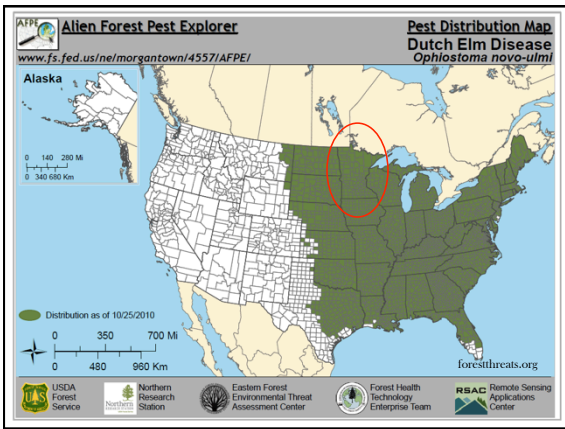 AFPE
Alien Forest Pest Explorer
www.fs.fed.us/ne/morgantown/4557/AFPE/
Pest Distribution Map
Dutch Elm Disease
Ophiostoma novo-ulmi
Alaska
0 140 280 Mi
0 340 680 Km
Distribution as of 10/25/2010
0 350 700 Mi
0 480 960 Km
forestthreats.org
USDA
Forest
Service
Northern
Research
Station
Eastern Forest
Environmental Threat
Assessment Center
Forest Health
Technology
Enterprise Team
RSAC
Remote Sensing
Applications
Center